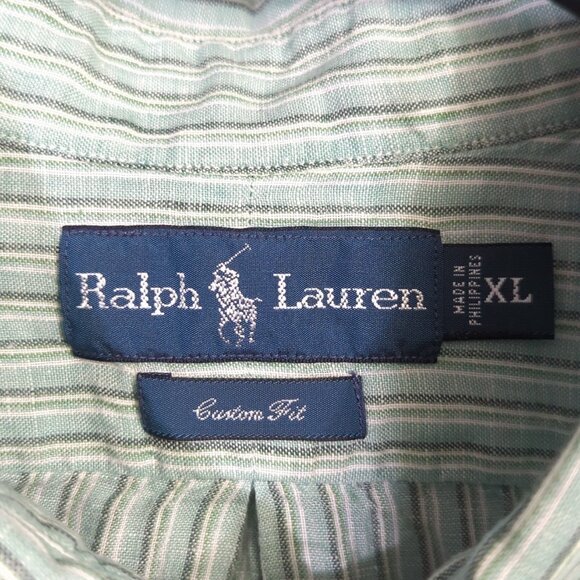 Ralph Lauren
MADE IN
PHILIPPINES
XL
Custom Fit